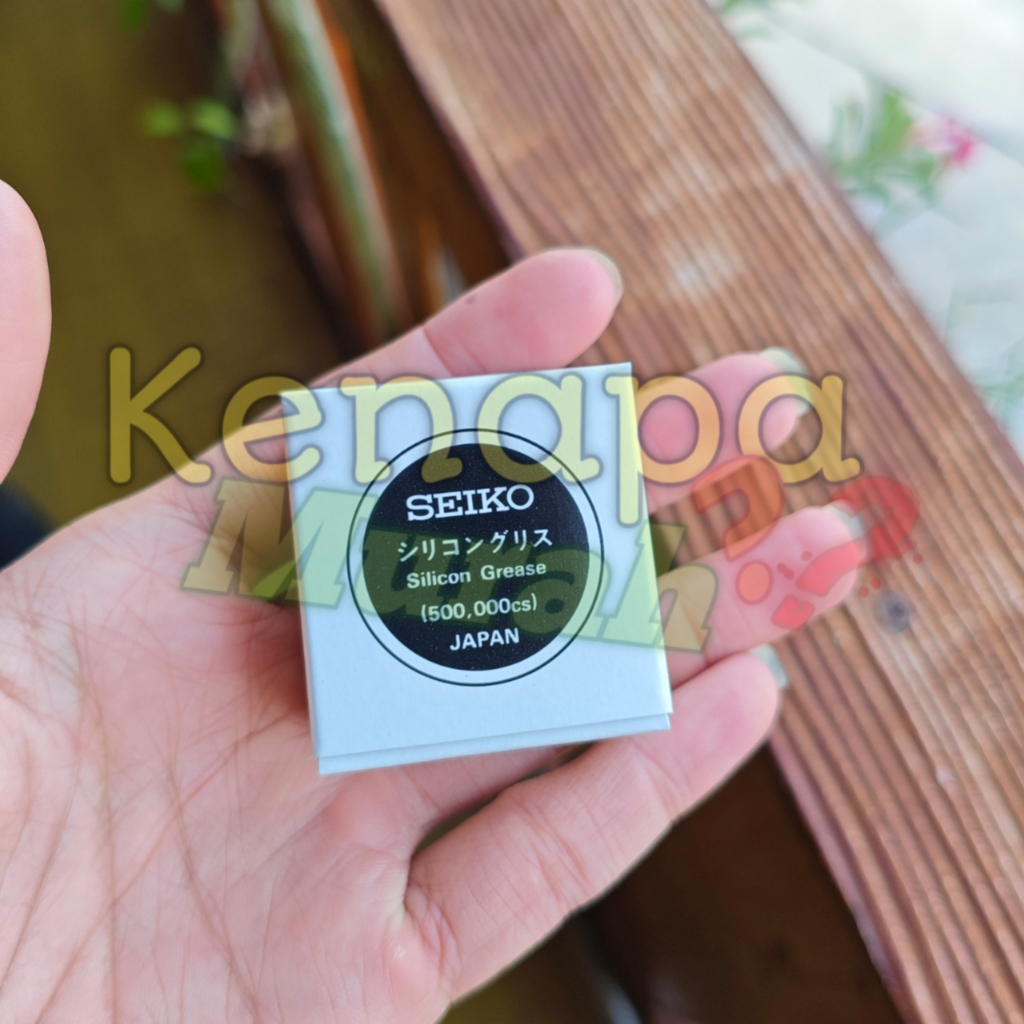 Kenapa
Murah??
SEIKO
シリコングリス
Silicon Grease
(500,000cs)
JAPAN